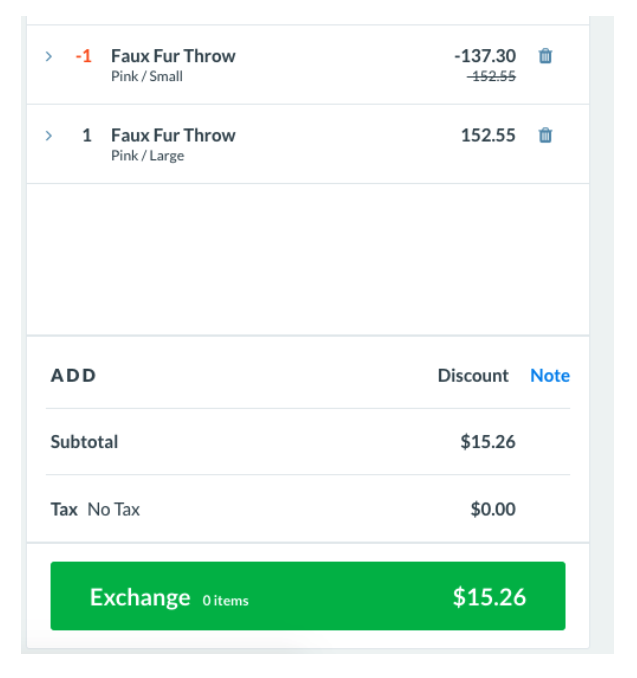 -1 Faux Fur Throw -137.30
Pink / Small -152.55
1 Faux Fur Throw 152.55
Pink / Large
ADD Discount Note
Subtotal $15.26
Tax No Tax $0.00
Exchange 0 items $15.26